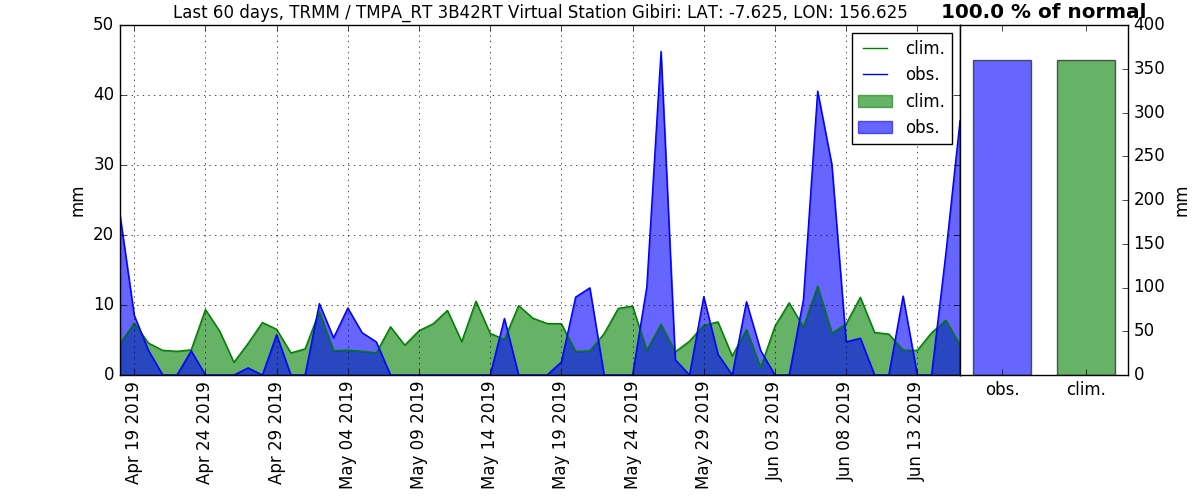 Last 60 days, TRMM / TMPA_RT 3B42RT Virtual Station Gibiri: LAT: -7.625, LON: 156.625
100.0 % of normal
50
40
30
20
10
0
mm
clim.
obs.
clim.
obs.
400
350
300
250
200
150
100
50
0
mm
obs.
clim.
Apr 19 2019
Apr 24 2019
Apr 29 2019
May 04 2019
May 09 2019
May 14 2019
May 19 2019
May 24 2019
May 29 2019
Jun 03 2019
Jun 08 2019
Jun 13 2019